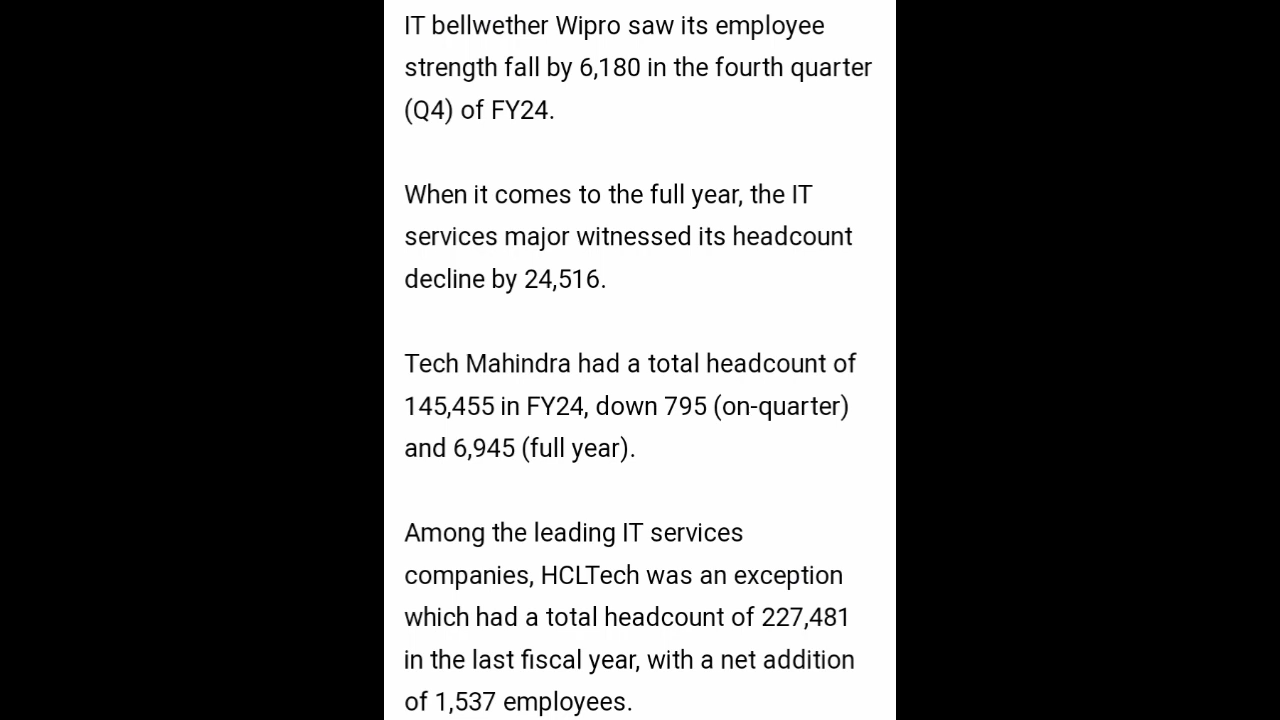 IT bellwether Wipro saw its employee
strength fall by 6,180 in the fourth quarter
(Q4) of FY24.
When it comes to the full year, the IT
services major witnessed its headcount
decline by 24,516.
Tech Mahindra had a total headcount of
145,455 in FY24, down 795 (on-quarter)
and 6,945 (full year).
Among the leading IT services
companies, HCLTech was an exception
which had a total headcount of 227,481
in the last fiscal year, with a net addition
of 1,537 employees.